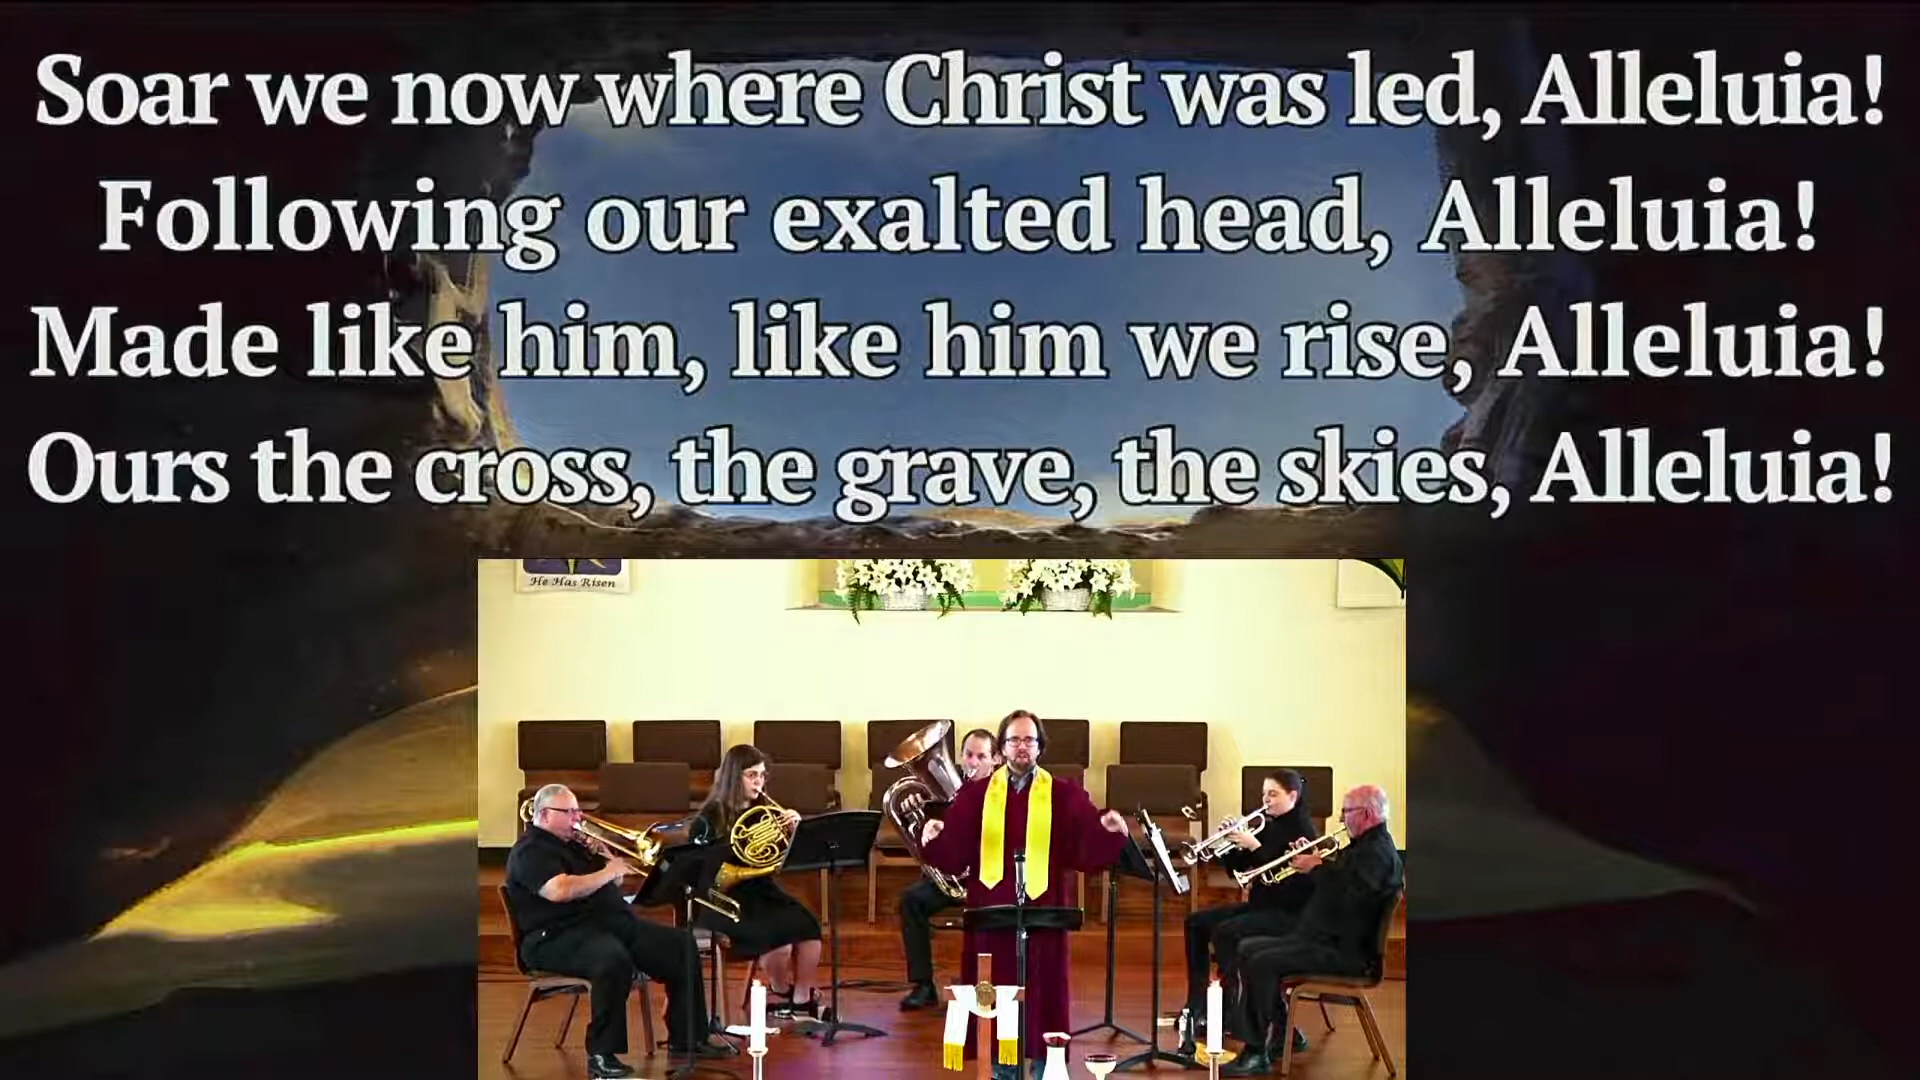 Soar we now where Christ was led, Alleluia!
Following our exalted head, Alleluia!
Made like him, like him we rise, Alleluia!
Ours the cross, the grave, the skies, Alleluia!
He Has Risen